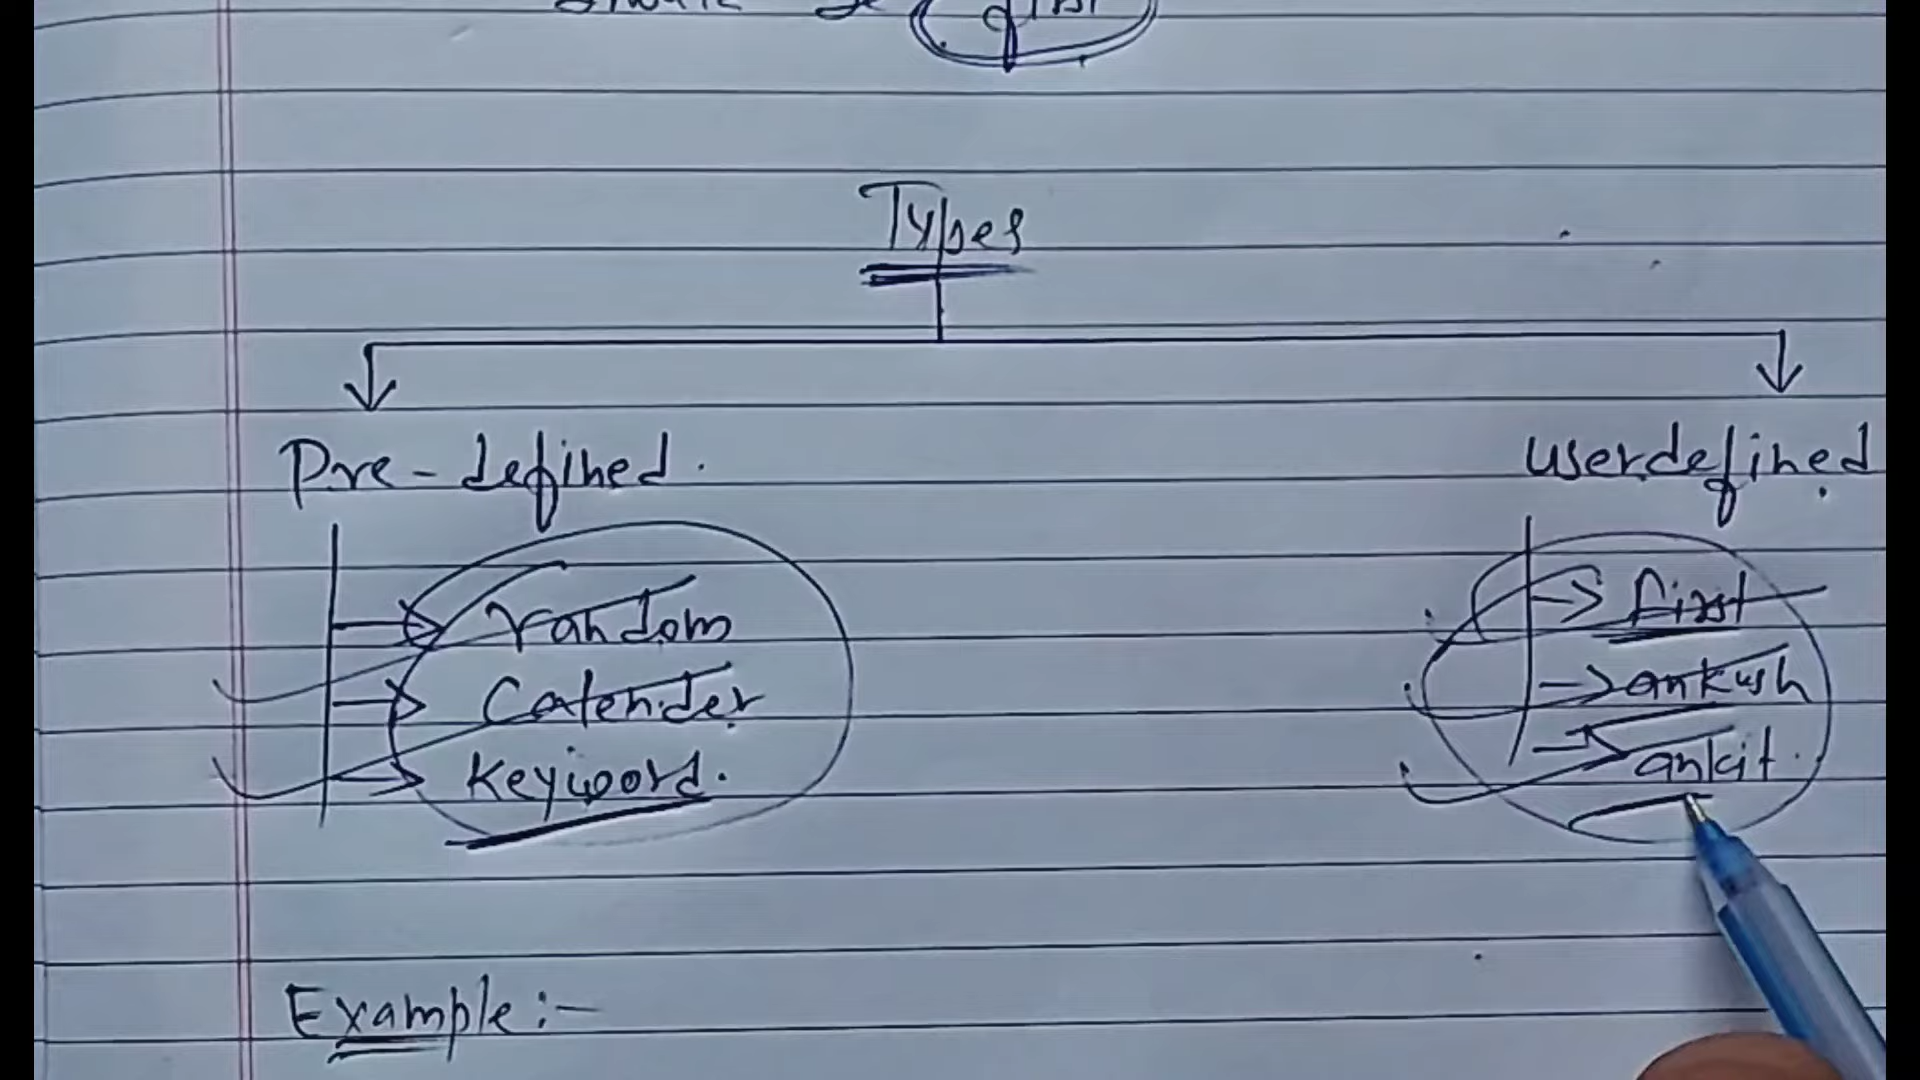 Types
Pre-defined.
userdefined
random
first
Calender
ankush
Keyword.
ankit.
Example:-